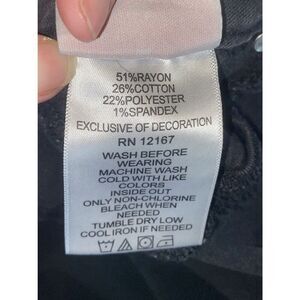 51%RAYON
26%COTTON
22%POLYESTER
1%SPANDEX
EXCLUSIVE OF DECORATION
RN 12167
WASH BEFORE
WEARING
MACHINE WASH
COLD WITH LIKE
COLORS
INSIDE OUT
ONLY NON-CHLORINE
BLEACH WHEN
NEEDED
TUMBLE DRY LOW
COOL IRON IF NEEDED